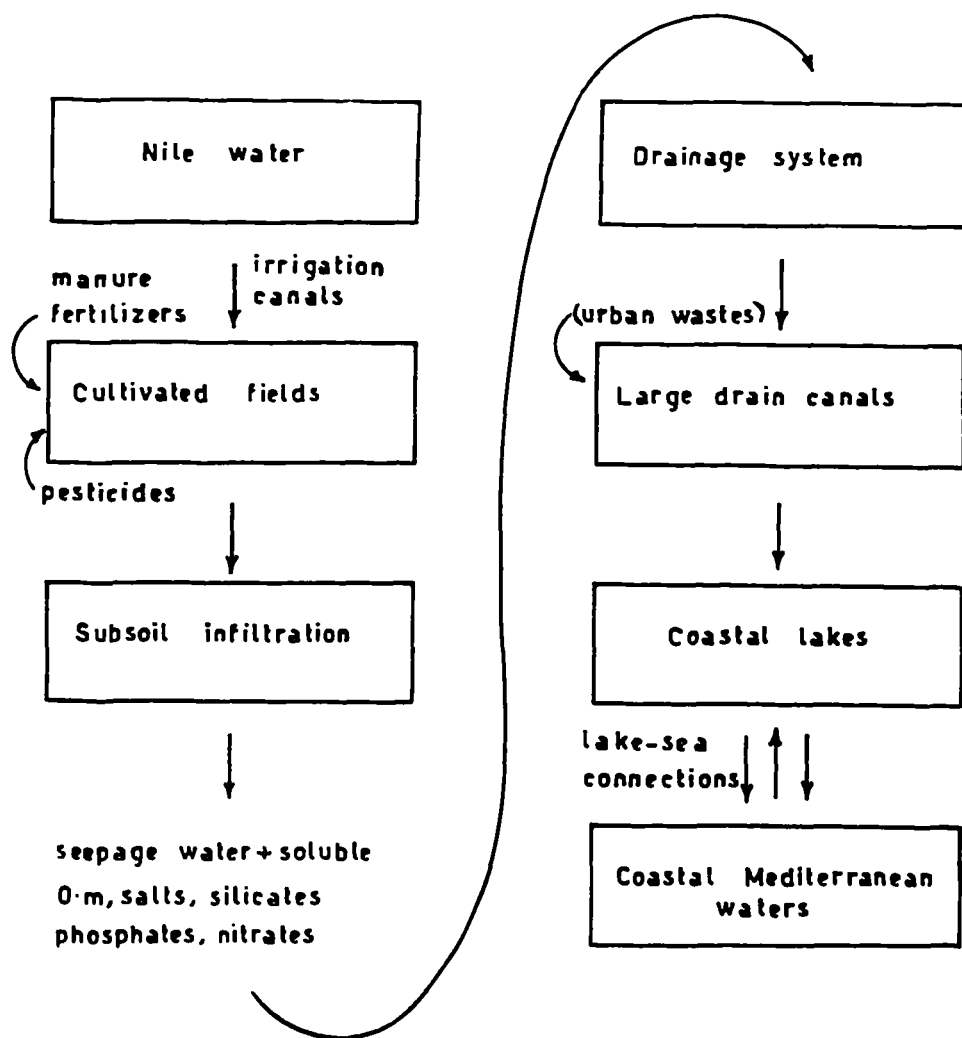 Nile water
manure
fertilizers
irrigation
canals
Cultivated fields
pesticides
Subsoil infiltration
seepage water + soluble
O·m, salts, silicates
phosphates, nitrates
Drainage system
(urban wastes)
Large drain canals
Coastal lakes
lake-sea
connections
Coastal Mediterranean
waters